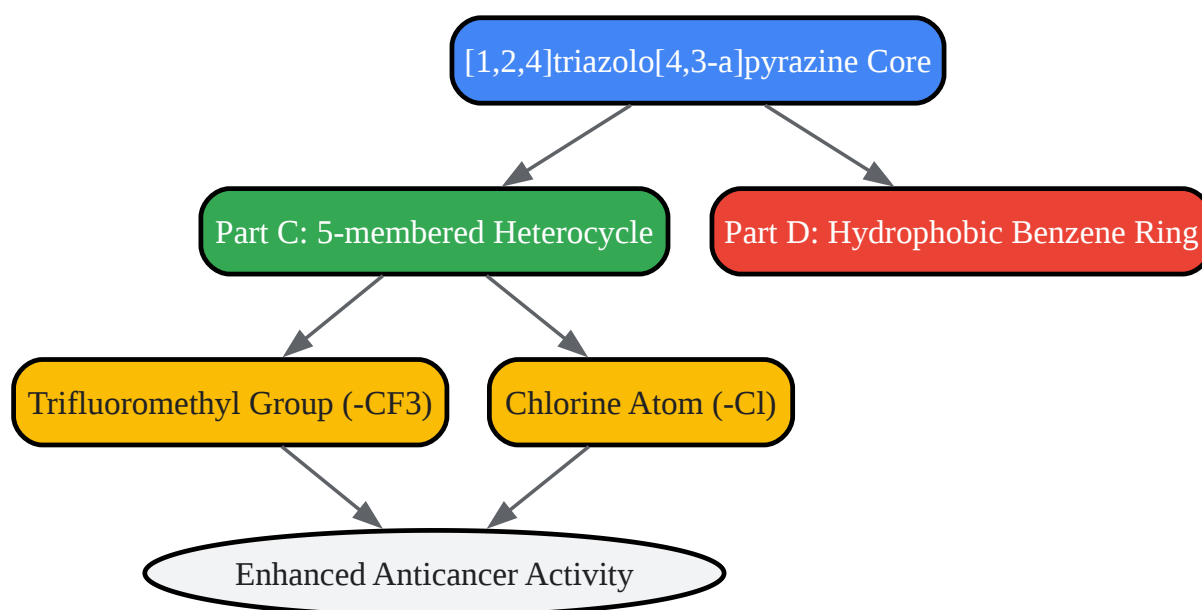 [1,2,4]triazolo[4,3-a]pyrazine Core
Part C: 5-membered Heterocycle
Part D: Hydrophobic Benzene Ring
Trifluoromethyl Group (-CF3)
Chlorine Atom (-Cl)
Enhanced Anticancer Activity